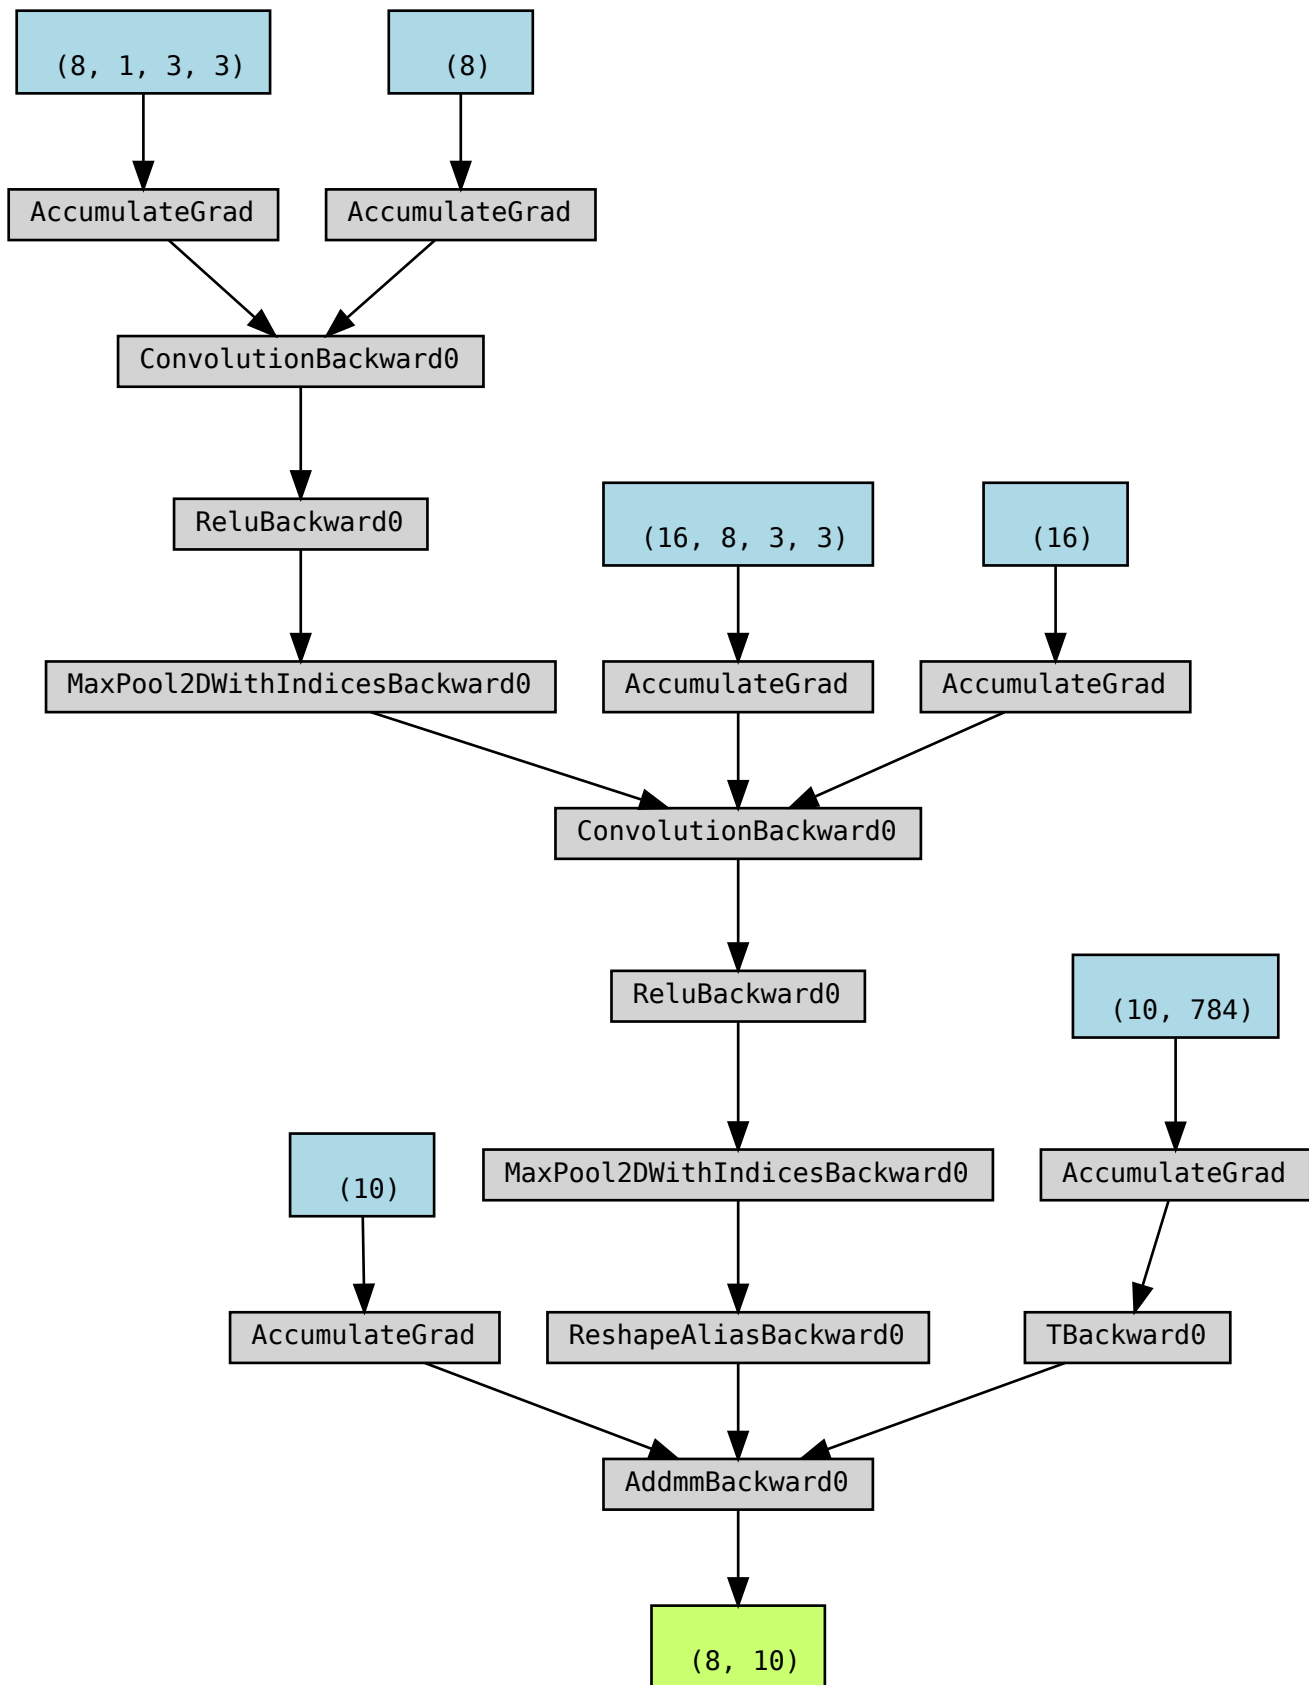 (8, 1, 3, 3)
(8)
AccumulateGrad
AccumulateGrad
ConvolutionBackward0
ReluBackward0
(16, 8, 3, 3)
(16)
MaxPool2DWithIndicesBackward0
AccumulateGrad
AccumulateGrad
ConvolutionBackward0
ReluBackward0
(10, 784)
(10)
MaxPool2DWithIndicesBackward0
AccumulateGrad
AccumulateGrad
ReshapeAliasBackward0
TBackward0
AddmmBackward0
(8, 10)